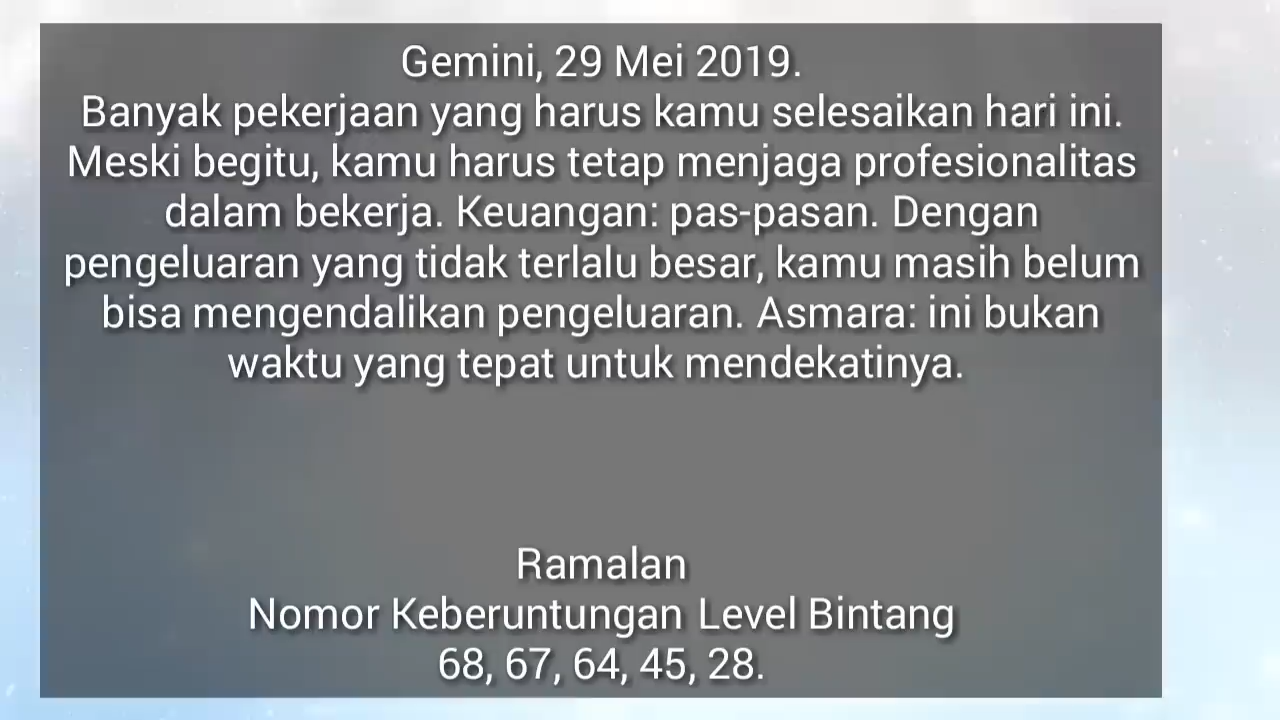 Gemini, 29 Mei 2019.
Banyak pekerjaan yang harus kamu selesaikan hari ini.
Meski begitu, kamu harus tetap menjaga profesionalitas
dalam bekerja. Keuangan: pas-pasan. Dengan
pengeluaran yang tidak terlalu besar, kamu masih belum
bisa mengendalikan pengeluaran. Asmara: ini bukan
waktu yang tepat untuk mendekatinya.
Ramalan
Nomor Keberuntungan Level Bintang
68, 67, 64, 45, 28.